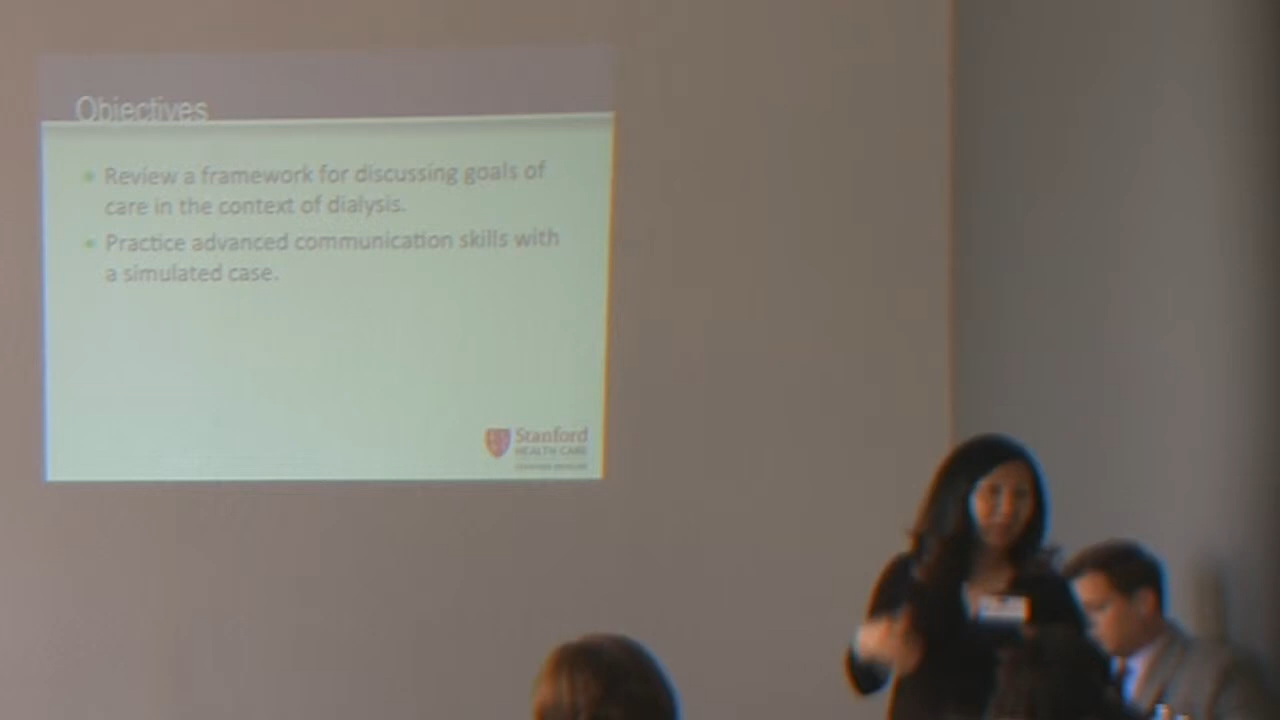 Objectives
Review a framework for discussing goals of
care in the context of dialysis.
Practice advanced communication skills with
a simulated case.
Stanford
HEALTH CARE